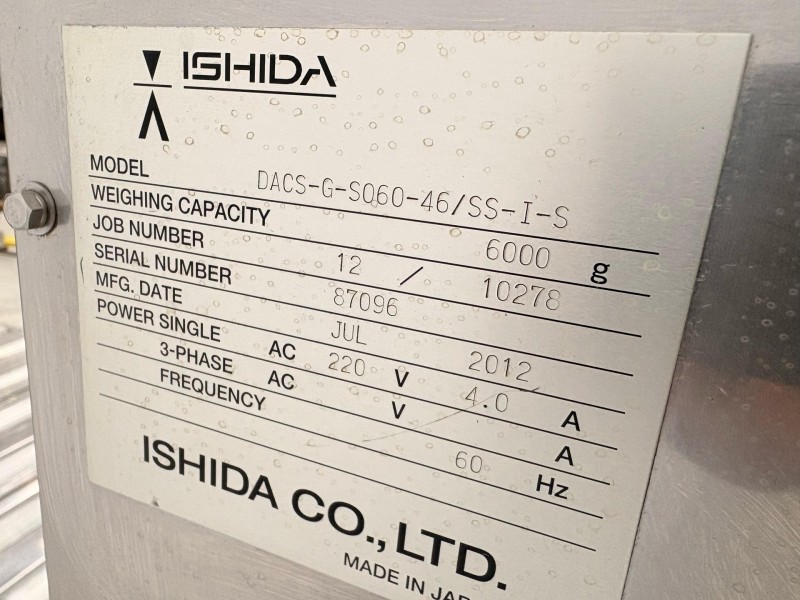 ISHIDA
MODEL DACS-G-S060-46/SS-I-S
WEIGHING CAPACITY 6000 g
JOB NUMBER 12 / 10278
SERIAL NUMBER 87096
MFG. DATE JUL 2012
POWER SINGLE AC 220 V 4.0 A
3-PHASE AC V A
FREQUENCY 60 Hz
ISHIDA CO., LTD.
MADE IN